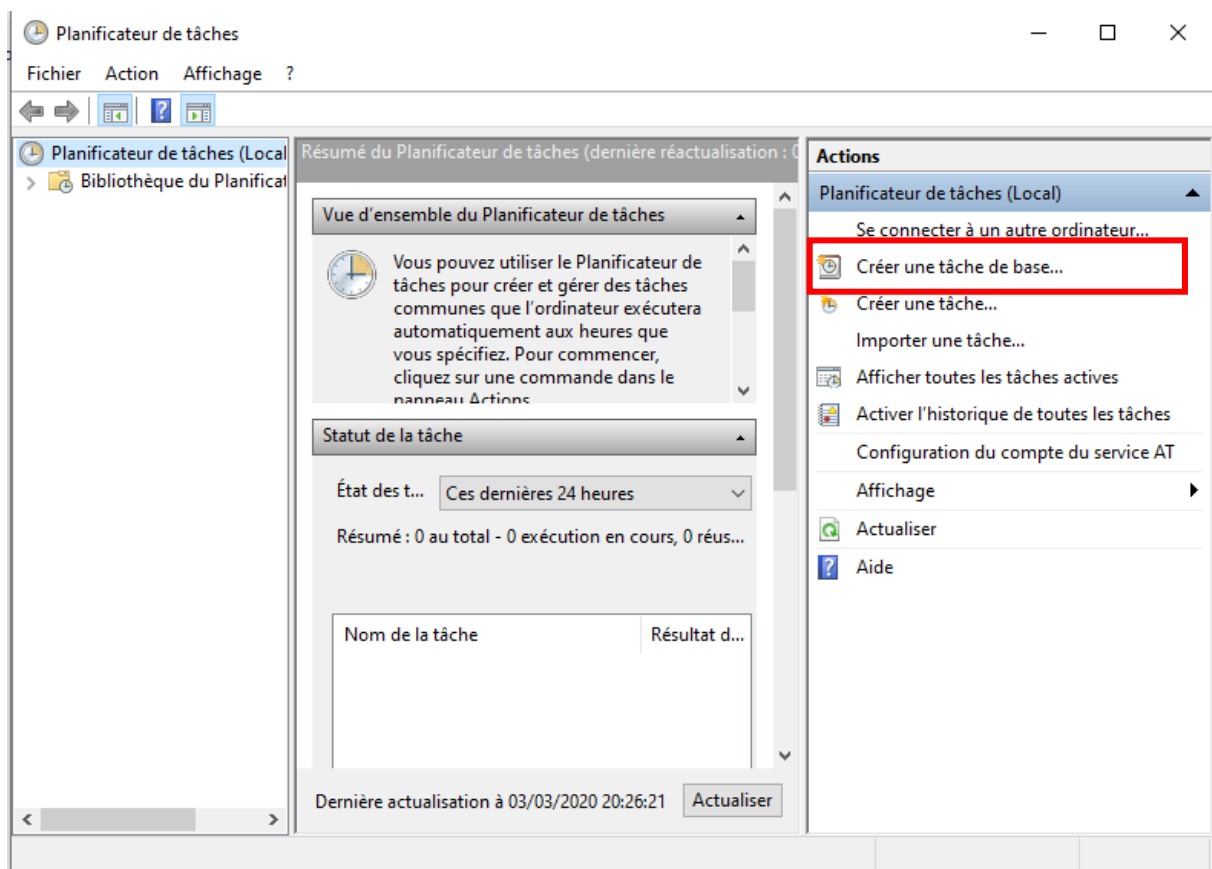 Planificateur de tâches
Fichier Action Affichage ?
Planificateur de tâches (Local
Bibliothèque du Planificat
Résumé du Planificateur de tâches (dernière réactualisation : 0
Vue d'ensemble du Planificateur de tâches
Vous pouvez utiliser le Planificateur de
tâches pour créer et gérer des tâches
communes que l'ordinateur exécutera
automatiquement aux heures que
vous spécifiez. Pour commencer,
cliquez sur une commande dans le
panneau Actions
Statut de la tâche
État des t... Ces dernières 24 heures
Résumé : 0 au total - 0 exécution en cours, 0 réus...
Nom de la tâche Résultat d...
Dernière actualisation à 03/03/2020 20:26:21 Actualiser
Actions
Planificateur de tâches (Local)
Se connecter à un autre ordinateur...
Créer une tâche de base...
Créer une tâche...
Importer une tâche...
Afficher toutes les tâches actives
Activer l'historique de toutes les tâches
Configuration du compte du service AT
Affichage
Actualiser
Aide